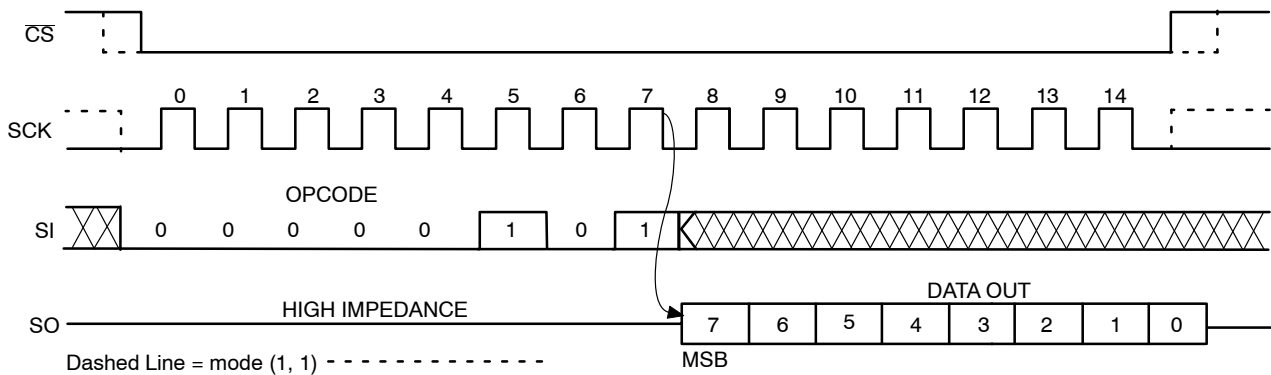 CS
0 1 2 3 4 5 6 7 8 9 10 11 12 13 14
SCK
OPCODE
SI 0 0 0 0 0 1 0 1
DATA OUT
HIGH IMPEDANCE
SO 7 6 5 4 3 2 1 0
Dashed Line = mode (1, 1) MSB